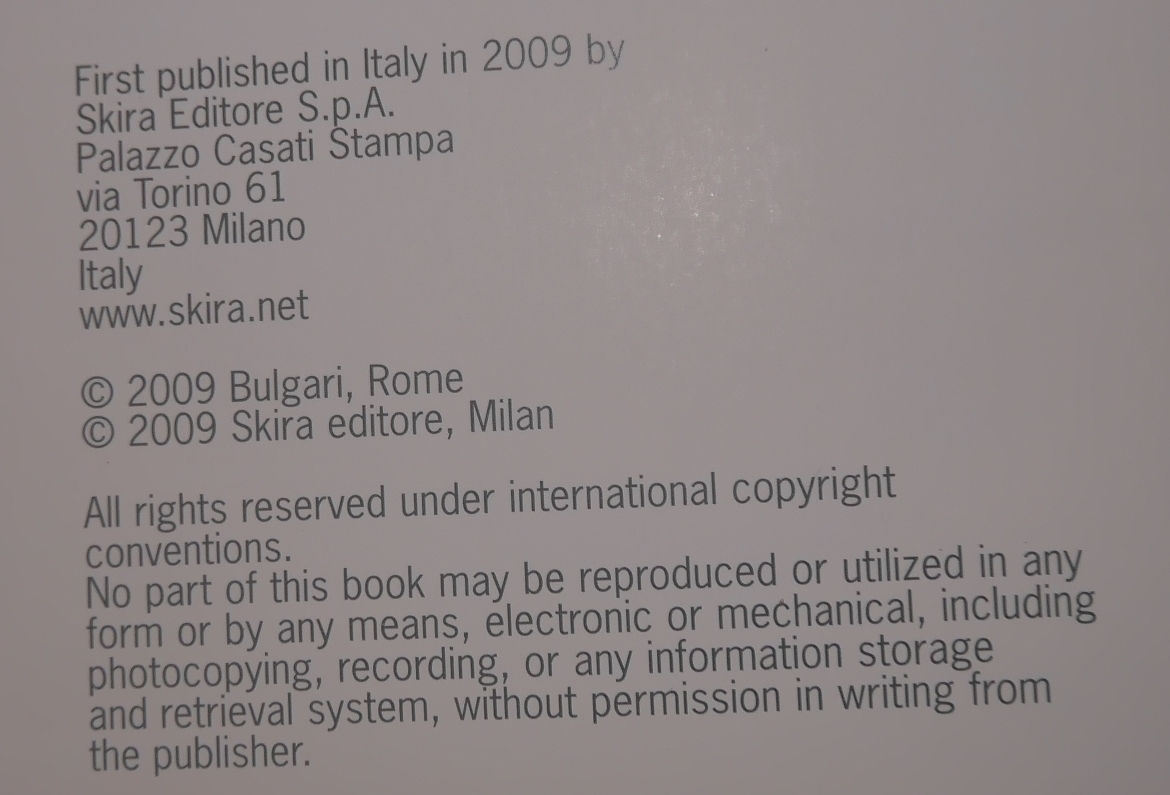 First published in Italy in 2009 by
Skira Editore S.p.A.
Palazzo Casati Stampa
via Torino 61
20123 Milano
Italy
www.skira.net
© 2009 Bulgari, Rome
© 2009 Skira editore, Milan
All rights reserved under international copyright
conventions.
No part of this book may be reproduced or utilized in any
form or by any means, electronic or mechanical, including
photocopying, recording, or any information storage
and retrieval system, without permission in writing from
the publisher.